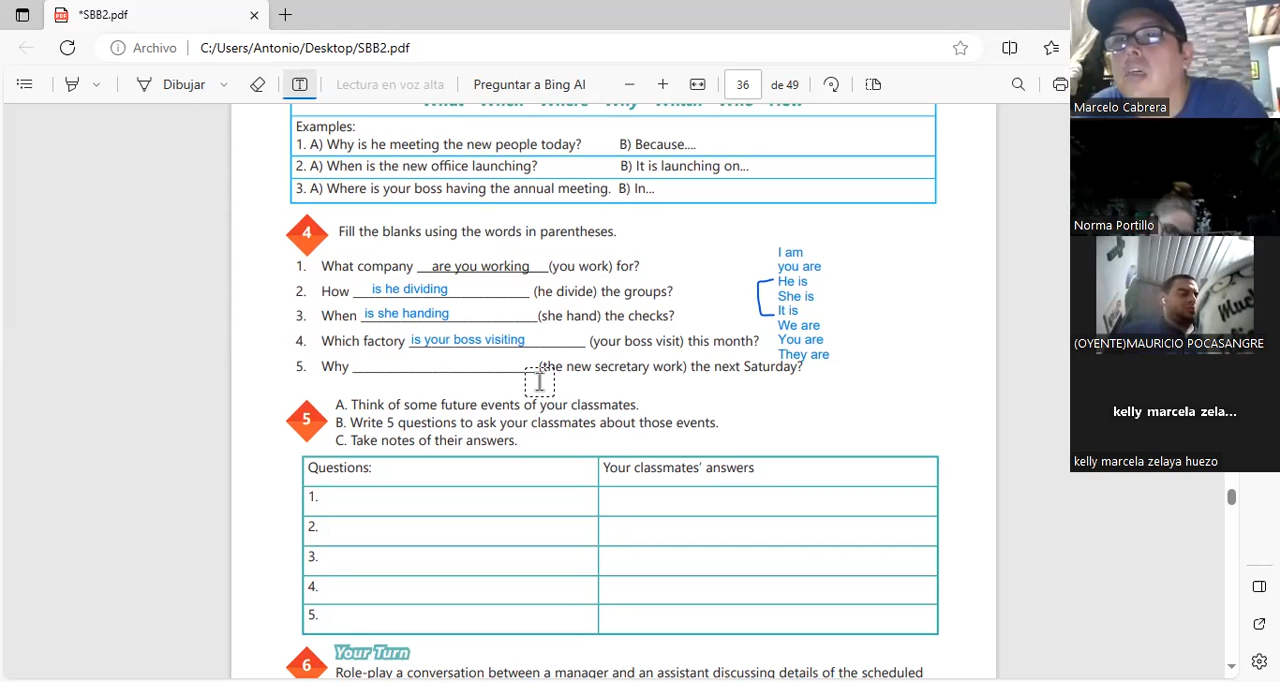 *SBB2.pdf
Archivo
C:/Users/Antonio/Desktop/SBB2.pdf
Dibujar
Lectura en voz alta
Preguntar a Bing AI
36
de 49
Examples:
1. A) Why is he meeting the new people today? B) Because....
2. A) When is the new office launching? B) It is launching on...
3. A) Where is your boss having the annual meeting. B) In...
4
Fill the blanks using the words in parentheses.
1. What company __are you working___(you work) for?
2. How is he dividing (he divide) the groups?
3. When is she handing (she hand) the checks?
4. Which factory is your boss visiting (your boss visit) this month?
5. Why (the new secretary work) the next Saturday?
I am
you are
He is
She is
It is
We are
You are
They are
5
A. Think of some future events of your classmates.
B. Write 5 questions to ask your classmates about those events.
C. Take notes of their answers.
Questions: Your classmates' answers
1.
2.
3.
4.
5.
6
Your Turn
Role-play a conversation between a manager and an assistant discussing details of the scheduled
Marcelo Cabrera
Norma Portillo
(OYENTE)MAURICIO POCASANGRE
kelly marcela zela...
kelly marcela zelaya huezo